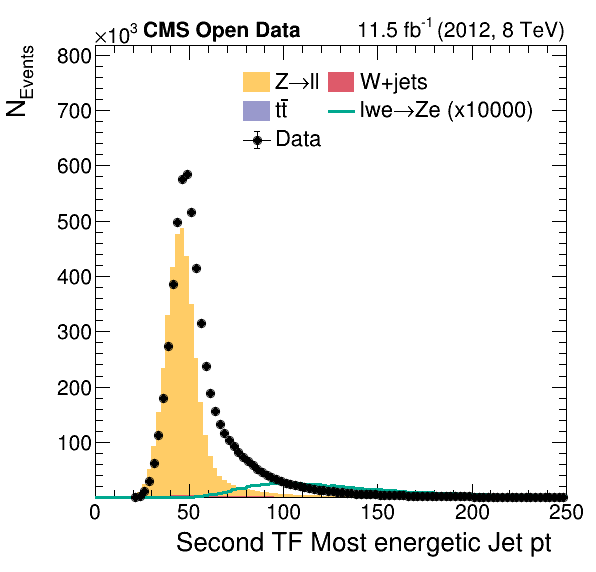 ×10³ CMS Open Data 11.5 fb⁻¹ (2012, 8 TeV)
N_Events
800
700
600
500
400
300
200
100
Z→ll W+jets
tt̄ lwe→Ze (x10000)
Data
0 50 100 150 200 250
Second TF Most energetic Jet pt